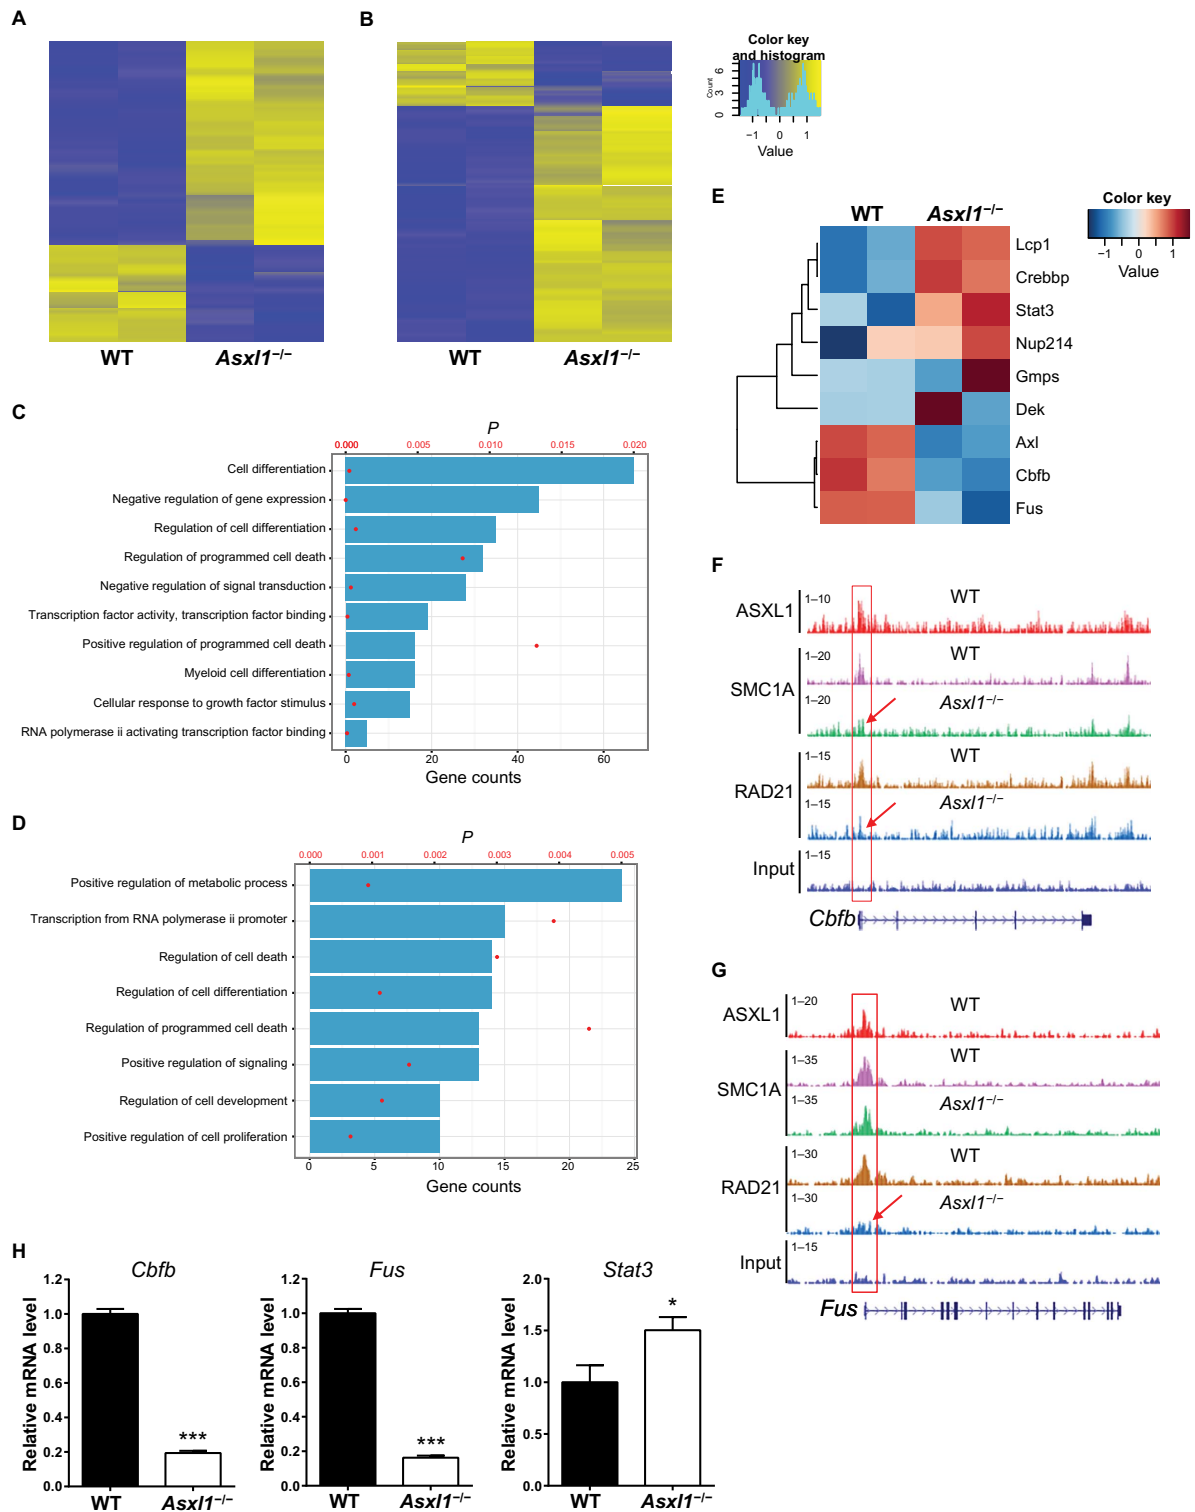 A
B
Color key
and histogram
Count
0 3 6
−1 0 1
Value
WT
Asxl1−/−
WT
Asxl1−/−
C
P
0.000 0.005 0.010 0.015 0.020
Cell differentiation
Negative regulation of gene expression
Regulation of cell differentiation
Regulation of programmed cell death
Negative regulation of signal transduction
Transcription factor activity, transcription factor binding
Positive regulation of programmed cell death
Myeloid cell differentiation
Cellular response to growth factor stimulus
RNA polymerase ii activating transcription factor binding
0 20 40 60
Gene counts
D
P
0.000 0.001 0.002 0.003 0.004 0.005
Positive regulation of metabolic process
Transcription from RNA polymerase ii promoter
Regulation of cell death
Regulation of cell differentiation
Regulation of programmed cell death
Positive regulation of signaling
Regulation of cell development
Positive regulation of cell proliferation
0 5 10 15 20 25
Gene counts
E
WT
Asxl1−/−
Color key
−1 0 1
Value
Lcp1
Crebbp
Stat3
Nup214
Gmps
Dek
Axl
Cbfb
Fus
F
ASXL1
1–10
WT
SMC1A
1–20
WT
1–20
Asxl1−/−
RAD21
1–15
WT
1–15
Asxl1−/−
Input
1–15
Cbfb
G
ASXL1
1–20
WT
SMC1A
1–35
WT
1–35
Asxl1−/−
RAD21
1–30
WT
1–30
Asxl1−/−
Input
1–15
Fus
H
Cbfb
Relative mRNA level
1.2
1.0
0.8
0.6
0.4
0.2
0.0
***
WT
Asxl1−/−
Fus
Relative mRNA level
1.2
1.0
0.8
0.6
0.4
0.2
0.0
***
WT
Asxl1−/−
Stat3
Relative mRNA level
2.0
1.5
1.0
0.5
0.0
*
WT
Asxl1−/−